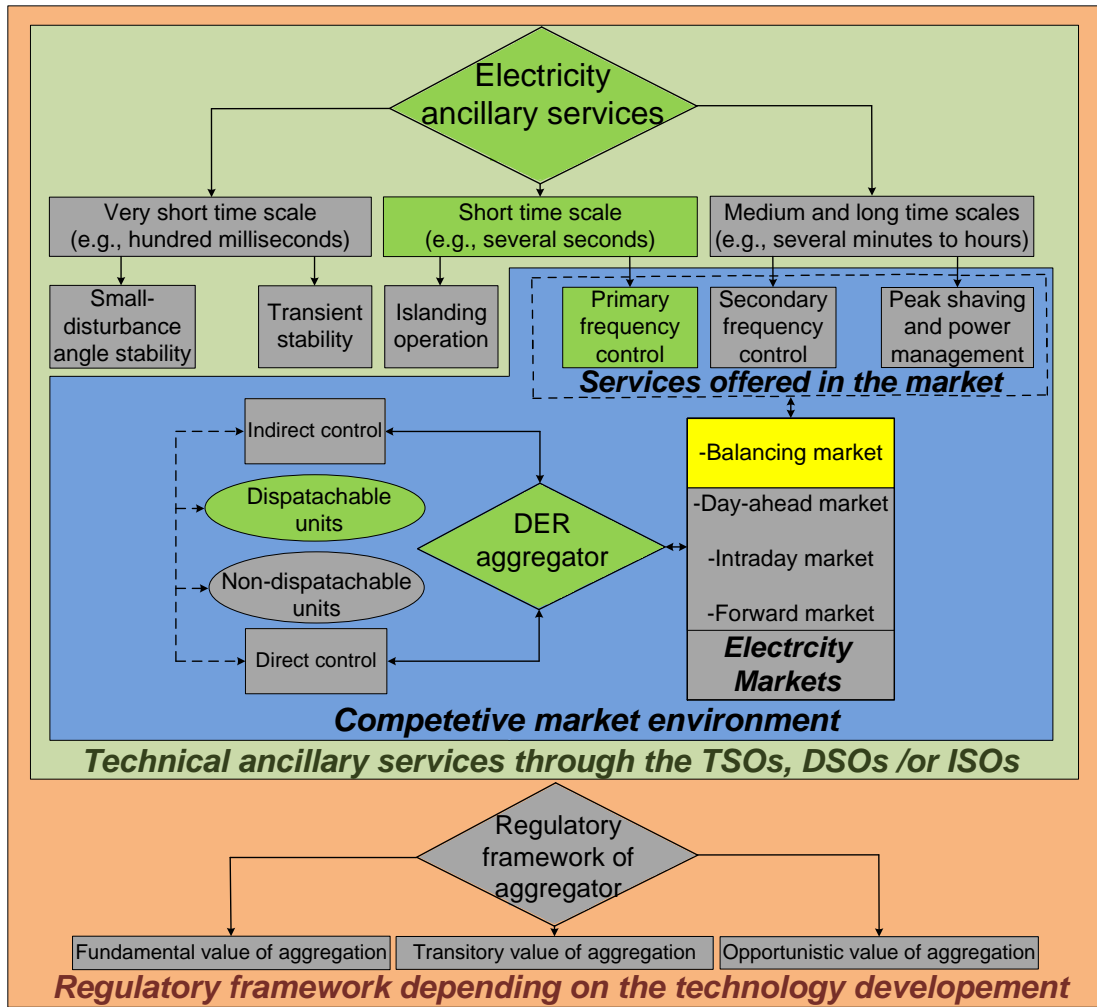 Electricity
ancillary services
Very short time scale
(e.g., hundred milliseconds)
Short time scale
(e.g., several seconds)
Medium and long time scales
(e.g., several minutes to hours)
Small-
disturbance
angle stability
Transient
stability
Islanding
operation
Primary
frequency
control
Secondary
frequency
control
Peak shaving
and power
management
Services offered in the market
Indirect control
Dispatachable
units
Non-dispatachable
units
Direct control
DER
aggregator
-Balancing market
-Day-ahead market
-Intraday market
-Forward market
Electrcity
Markets
Competetive market environment
Technical ancillary services through the TSOs, DSOs /or ISOs
Regulatory
framework of
aggregator
Fundamental value of aggregation
Transitory value of aggregation
Opportunistic value of aggregation
Regulatory framework depending on the technology developement